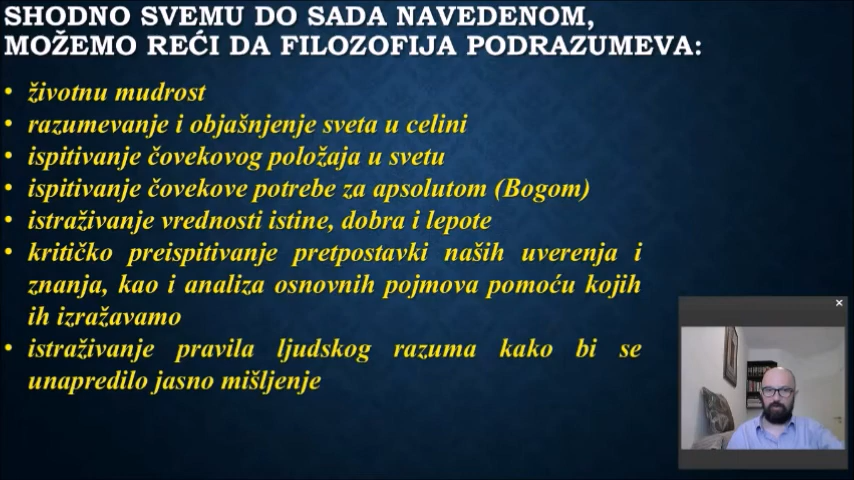 SHODNO SVEMU DO SADA NAVEDENOM,
MOŽEMO REĆI DA FILOZOFIJA PODRAZUMEVA:
• životnu mudrost
• razumevanje i objašnjenje sveta u celini
• ispitivanje čovekovog položaja u svetu
• ispitivanje čovekove potrebe za apsolutom (Bogom)
• istraživanje vrednosti istine, dobra i lepote
• kritičko preispitivanje pretpostavki naših uverenja i
znanja, kao i analiza osnovnih pojmova pomoću kojih
ih izražavamo
• istraživanje pravila ljudskog razuma kako bi se
unapredilo jasno mišljenje